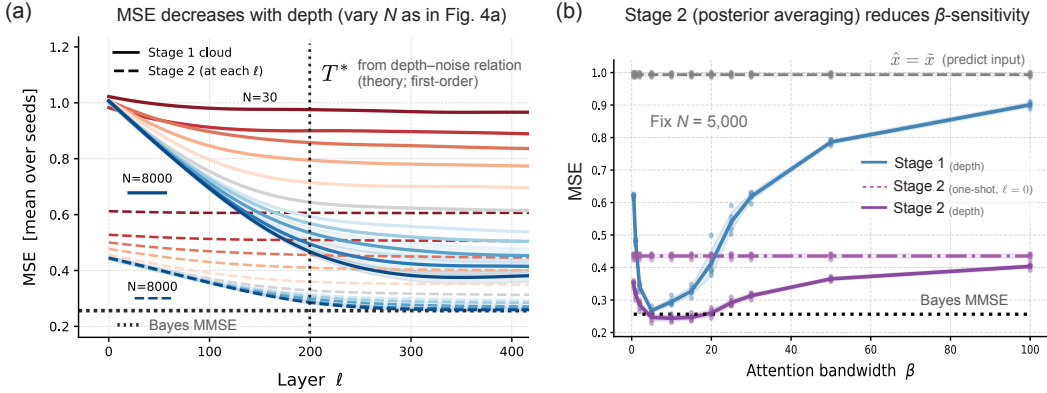 (a)
MSE decreases with depth (vary N as in Fig. 4a)
Stage 1 cloud
Stage 2 (at each ℓ)
N=30
T* from depth–noise relation
(theory; first-order)
N=8000
N=8000
Bayes MMSE
MSE [mean over seeds]
1.2
1.0
0.8
0.6
0.4
0.2
0
100
200
300
400
Layer ℓ
(b)
Stage 2 (posterior averaging) reduces β-sensitivity
x̂ = x̃ (predict input)
Fix N = 5,000
Stage 1 (depth)
Stage 2 (one-shot, ℓ = 0)
Stage 2 (depth)
Bayes MMSE
MSE
1.0
0.9
0.8
0.7
0.6
0.5
0.4
0.3
0.2
0
20
40
60
80
100
Attention bandwidth β